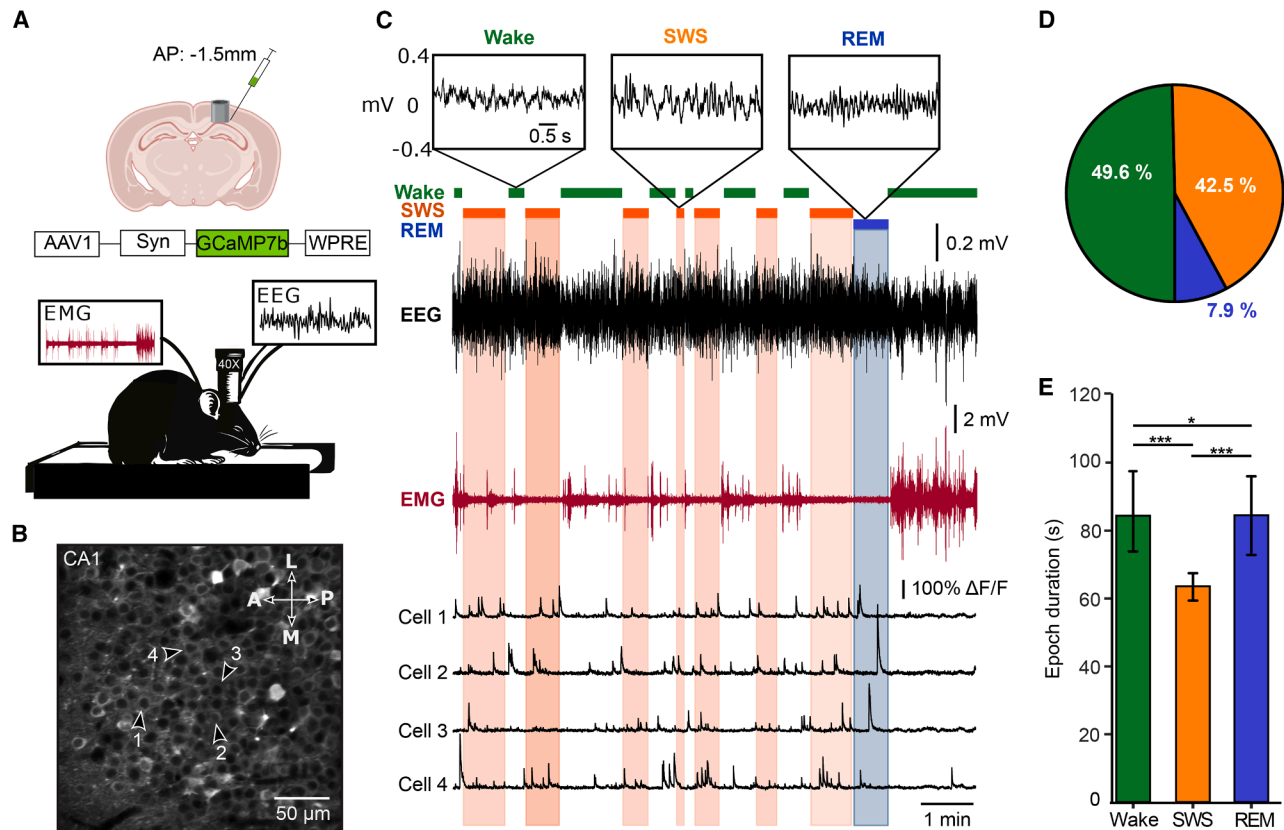 A
AP: -1.5mm
AAV1
Syn
GCaMP7b
WPRE
EMG
EEG
40X
B
CA1
L
A
P
M
4
3
1
2
50 µm
C
Wake
SWS
REM
0.4
mV 0
-0.4
0.5 s
Wake
SWS
REM
0.2 mV
EEG
2 mV
EMG
100% ΔF/F
Cell 1
Cell 2
Cell 3
Cell 4
1 min
D
49.6 %
42.5 %
7.9 %
E
Epoch duration (s)
120
100
80
60
40
20
0
*
***
***
Wake
SWS
REM